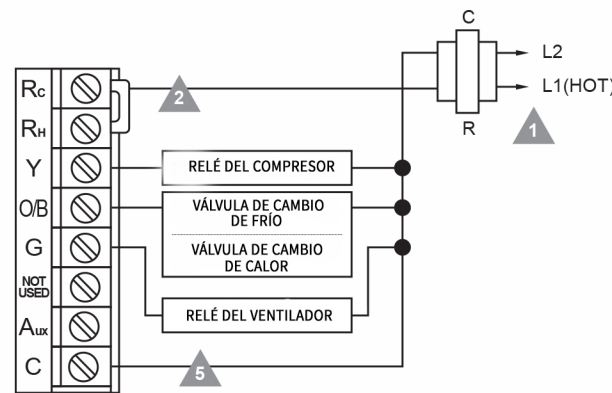 C
L2
L1(HOT)
R
1
2
5
Rc
RH
Y
O/B
G
NOT
USED
Aux
C
RELÉ DEL COMPRESOR
VÁLVULA DE CAMBIO
DE FRÍO
VÁLVULA DE CAMBIO
DE CALOR
RELÉ DEL VENTILADOR